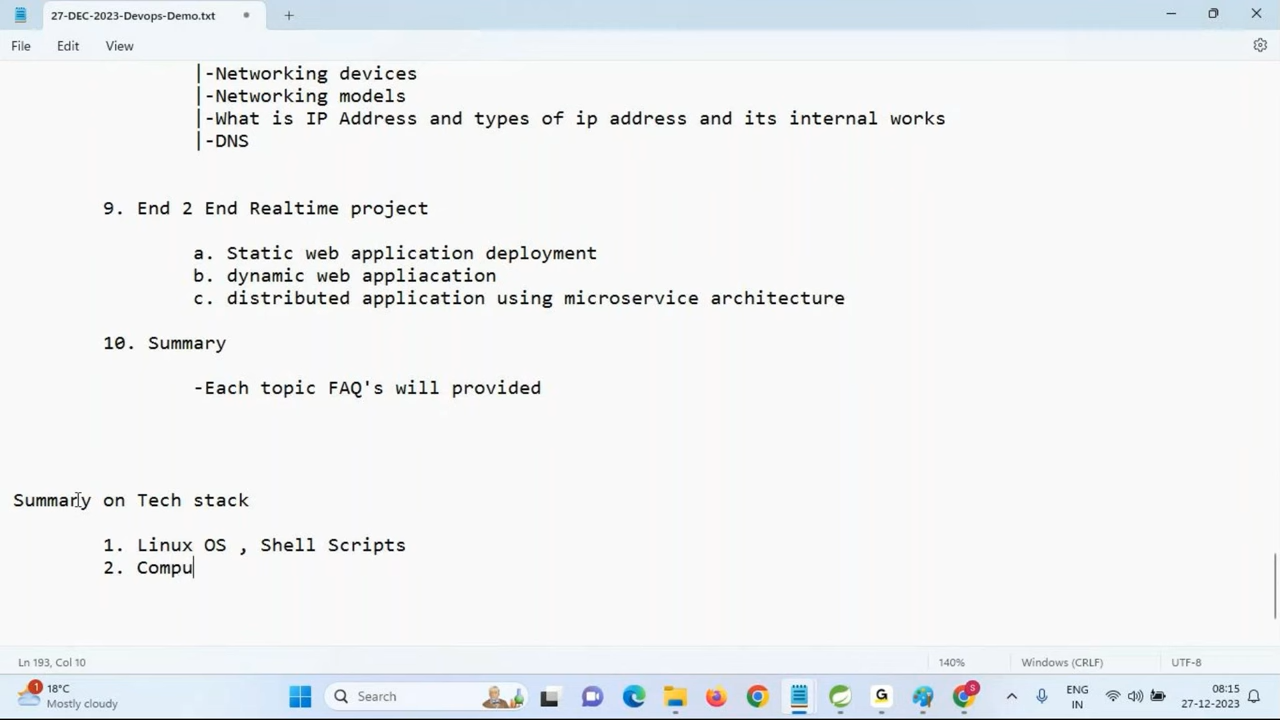 27-DEC-2023-Devops-Demo.txt
File Edit View
|-Networking devices
|-Networking models
|-What is IP Address and types of ip address and its internal works
|-DNS
9. End 2 End Realtime project
a. Static web application deployment
b. dynamic web appliacation
c. distributed application using microservice architecture
10. Summary
-Each topic FAQ's will provided
Summary on Tech stack
1. Linux OS , Shell Scripts
2. Compu
Ln 193, Col 10 140% Windows (CRLF) UTF-8
1 18°C Search G S ENG 08:15
Mostly cloudy IN 27-12-2023